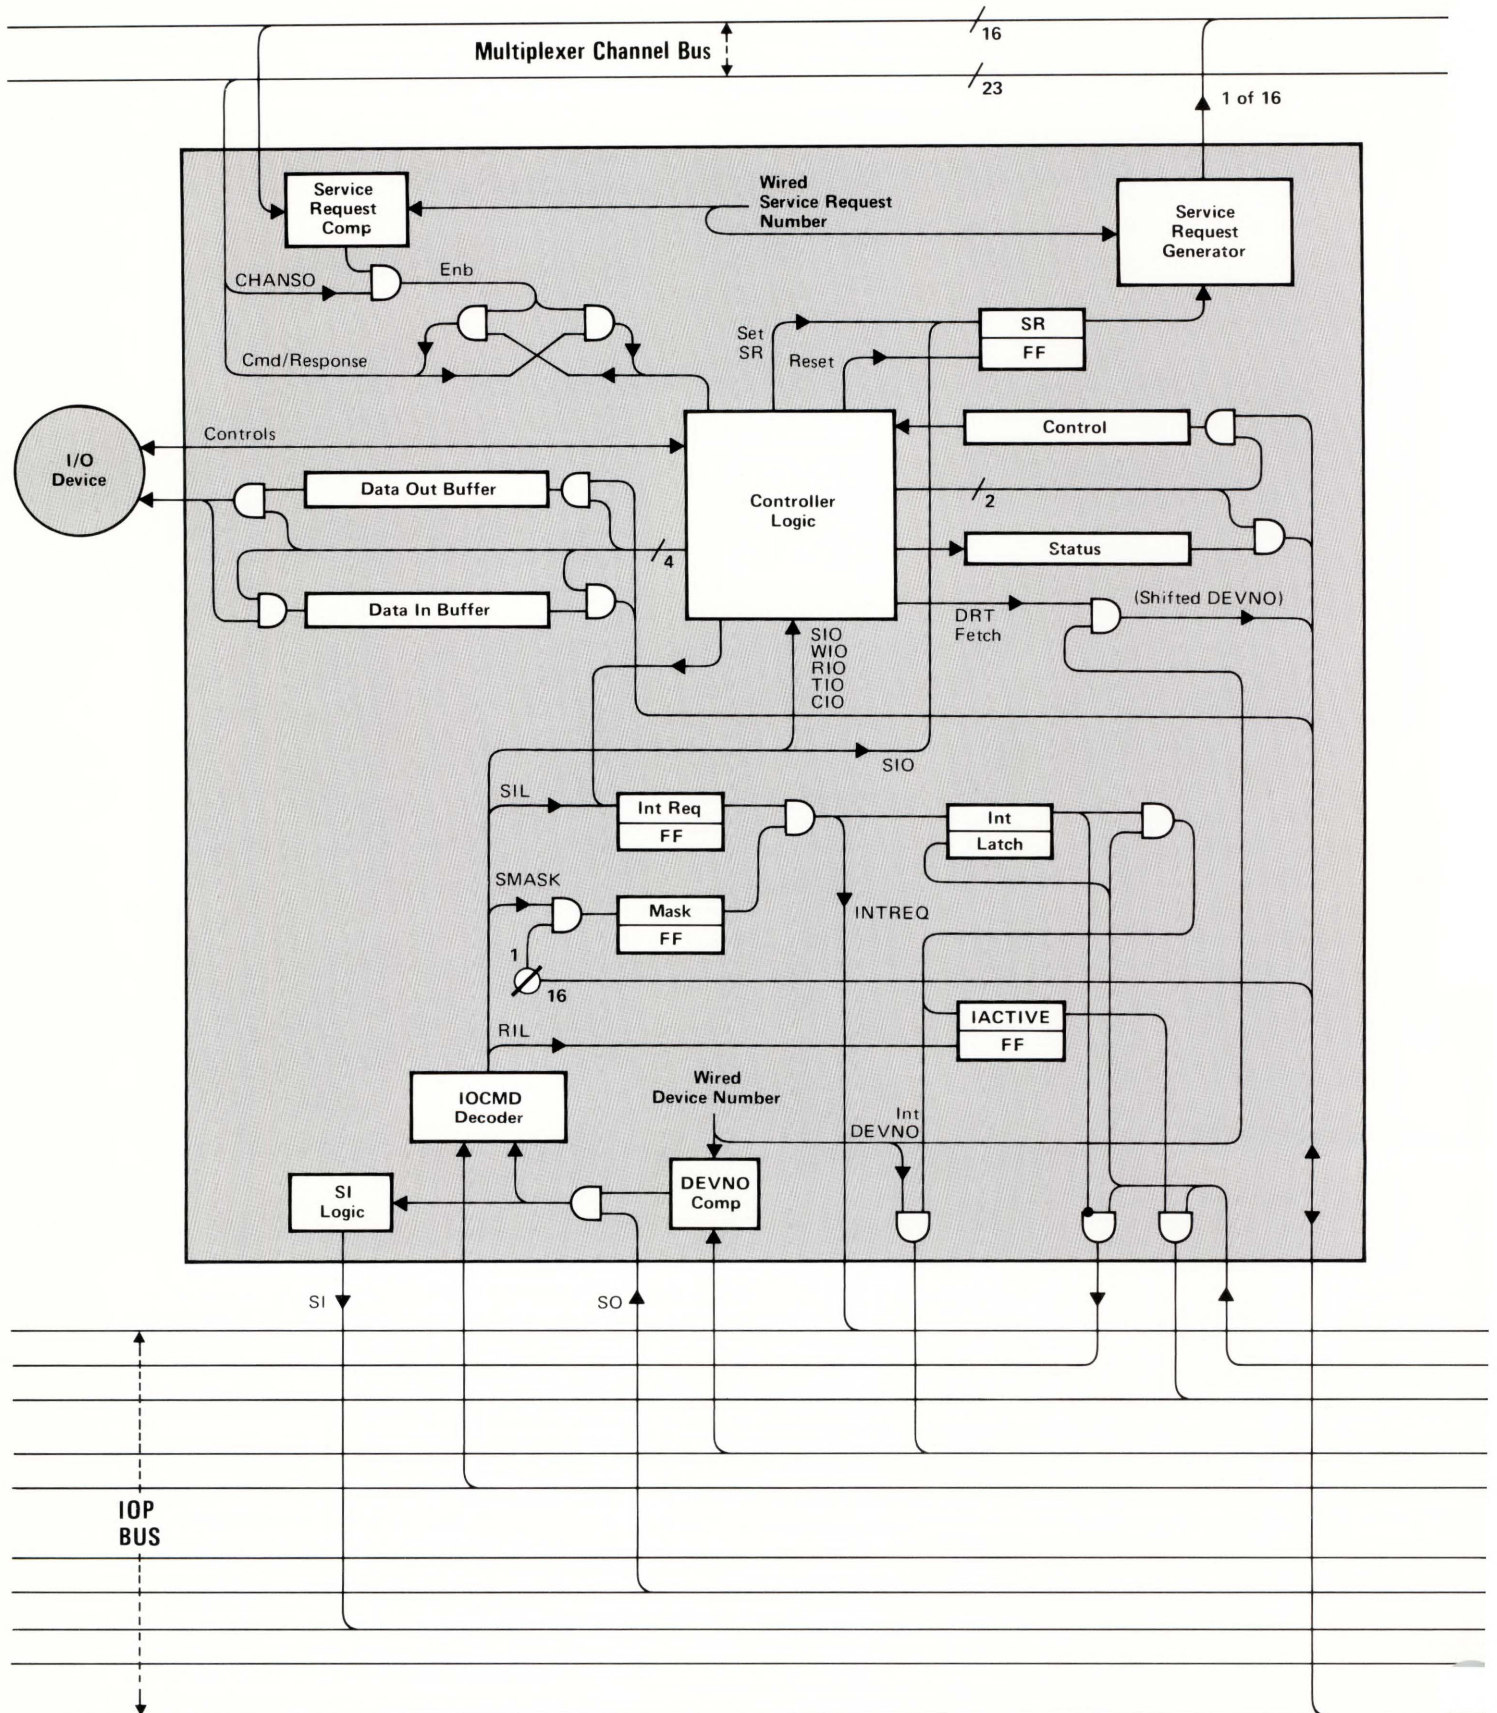 16
Multiplexer Channel Bus
23
1 of 16
Service
Request
Comp
Wired
Service Request
Number
Service
Request
Generator
CHANSO
Enb
Set
SR
Reset
SR
FF
Cmd/Response
I/O
Device
Controls
Control
Data Out Buffer
Controller
Logic
2
4
Status
Data In Buffer
DRT
Fetch
(Shifted DEVNO)
SIO
WIO
RIO
TIO
CIO
SIO
SIL
Int Req
FF
Int
Latch
SMASK
Mask
FF
INTREQ
1
16
RIL
IACTIVE
FF
IOCMD
Decoder
Wired
Device Number
Int
DEVNO
SI
Logic
DEVNO
Comp
SI
SO
IOP
BUS